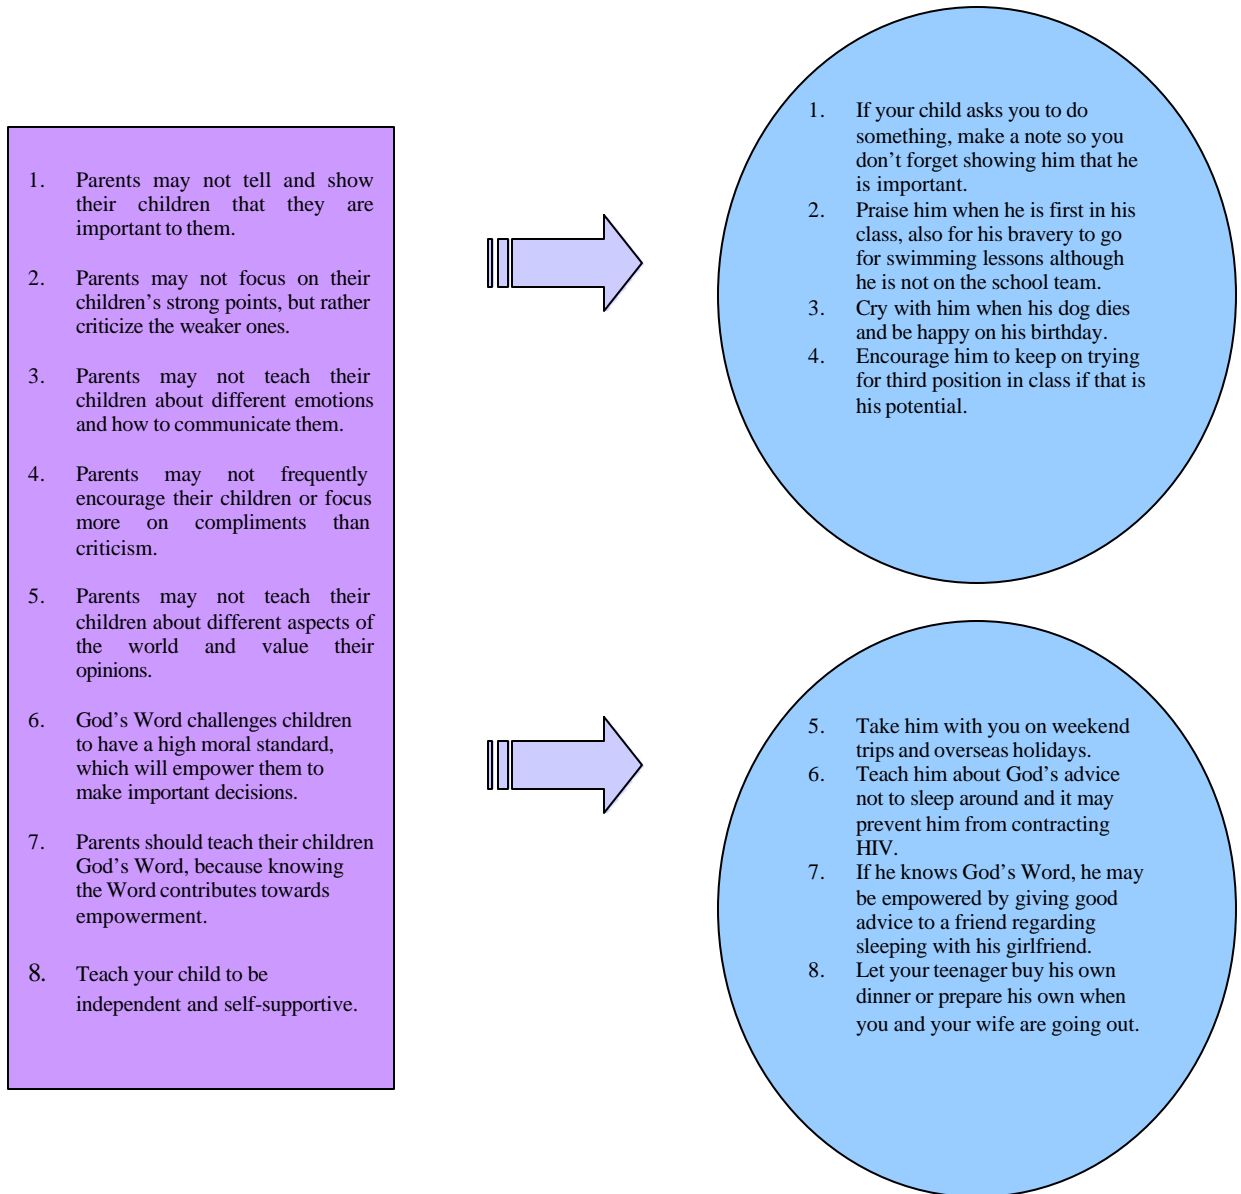 1. Parents may not tell and show
their children that they are
important to them.
2. Parents may not focus on their
children's strong points, but rather
criticize the weaker ones.
3. Parents may not teach their
children about different emotions
and how to communicate them.
4. Parents may not frequently
encourage their children or focus
more on compliments than
criticism.
5. Parents may not teach their
children about different aspects of
the world and value their
opinions.
6. God's Word challenges children
to have a high moral standard,
which will empower them to
make important decisions.
7. Parents should teach their children
God's Word, because knowing
the Word contributes towards
empowerment.
8. Teach your child to be
independent and self-supportive.
1. If your child asks you to do
something, make a note so you
don't forget showing him that he
is important.
2. Praise him when he is first in his
class, also for his bravery to go
for swimming lessons although
he is not on the school team.
3. Cry with him when his dog dies
and be happy on his birthday.
4. Encourage him to keep on trying
for third position in class if that is
his potential.
5. Take him with you on weekend
trips and overseas holidays.
6. Teach him about God's advice
not to sleep around and it may
prevent him from contracting
HIV.
7. If he knows God's Word, he may
be empowered by giving good
advice to a friend regarding
sleeping with his girlfriend.
8. Let your teenager buy his own
dinner or prepare his own when
you and your wife are going out.